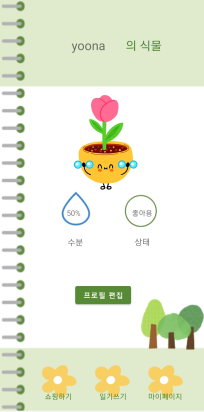 yoona 의 식물
50%
좋아용
수분 상태
프로필 편집
쇼핑하기 일기쓰기 마이페이지